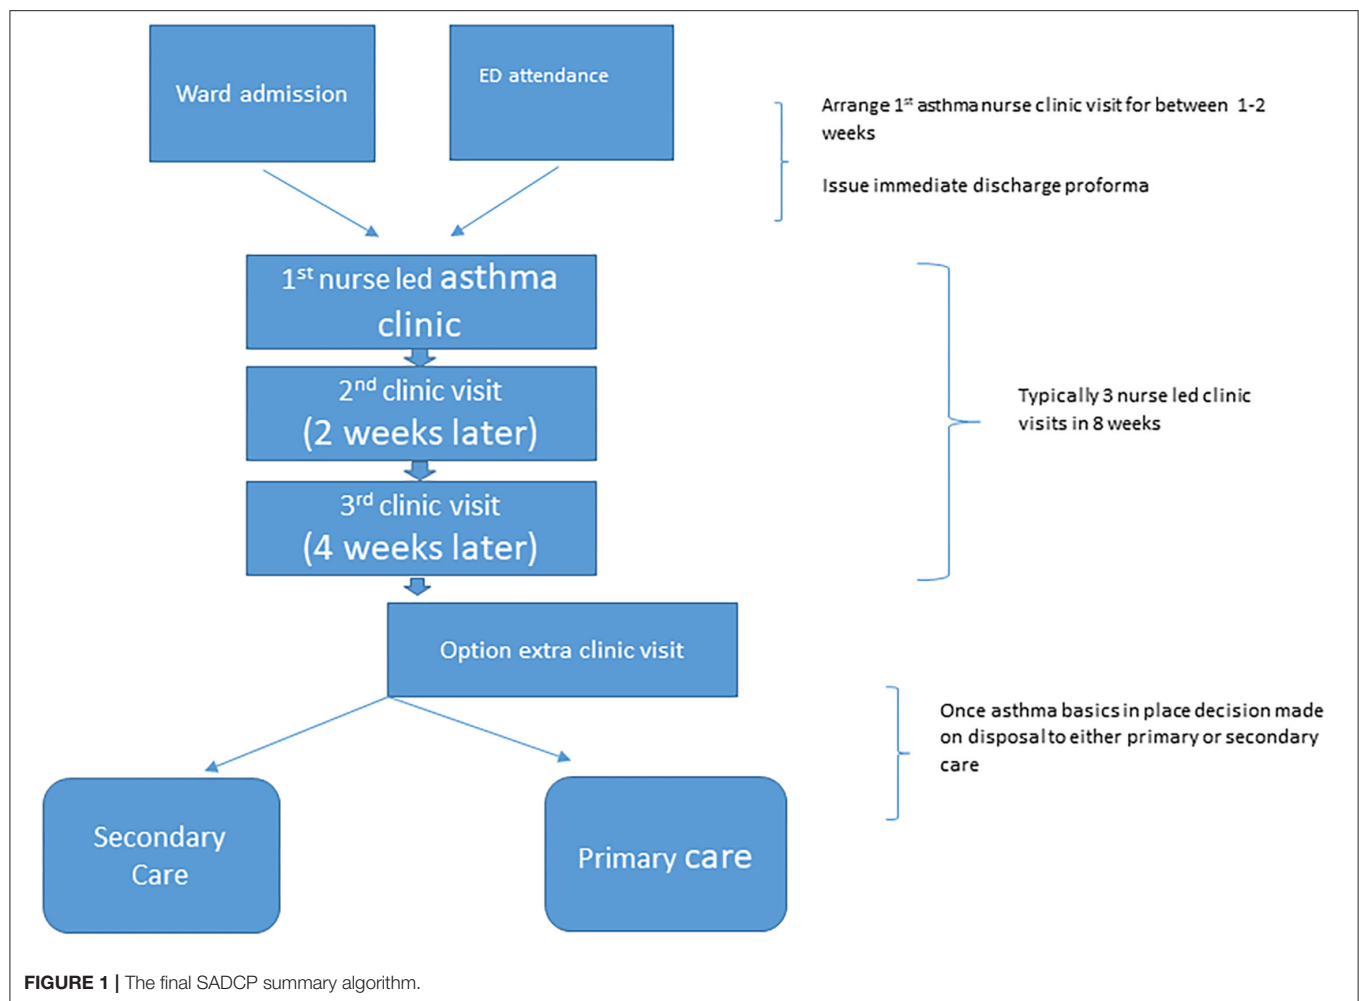 Ward admission
ED attendance
Arrange 1st asthma nurse clinic visit for between 1-2
weeks
Issue immediate discharge proforma
1st nurse led asthma
clinic
2nd clinic visit
(2 weeks later)
3rd clinic visit
(4 weeks later)
Typically 3 nurse led clinic
visits in 8 weeks
Option extra clinic visit
Once asthma basics in place decision made
on disposal to either primary or secondary
care
Secondary
Care
Primary care
FIGURE 1 | The final SADCP summary algorithm.